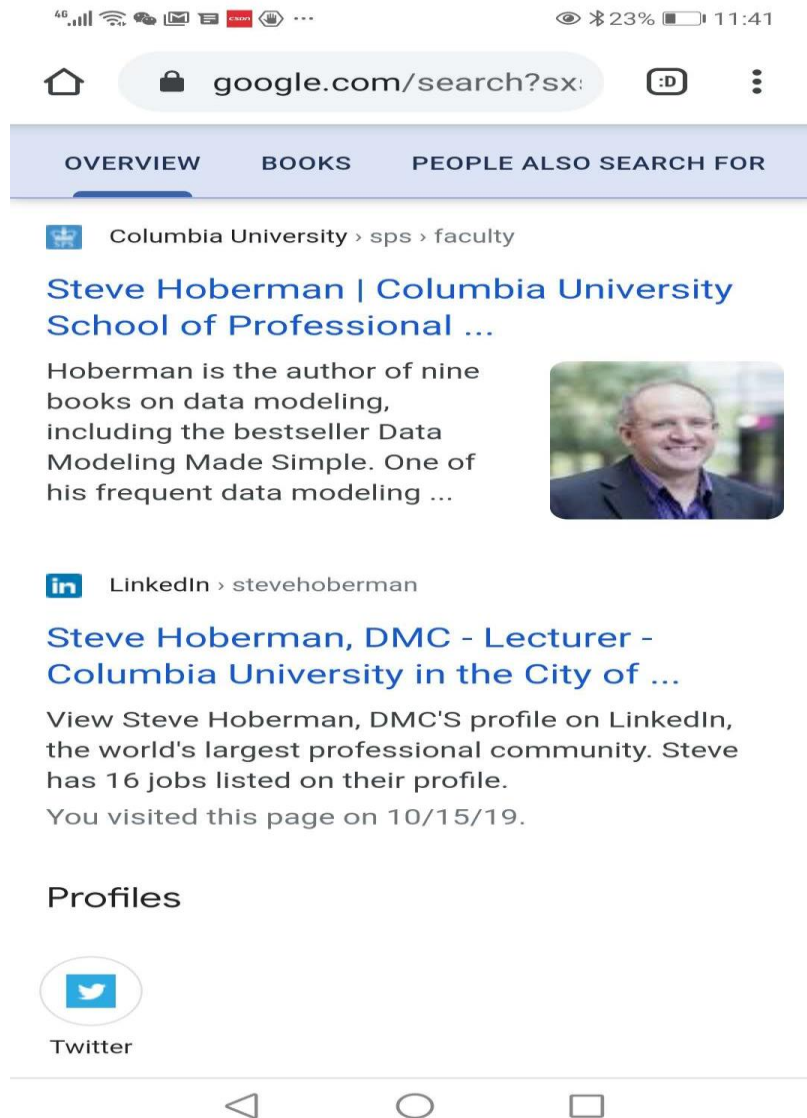 46
23% 11:41
google.com/search?sx
:D
OVERVIEW BOOKS PEOPLE ALSO SEARCH FOR
Columbia University › sps › faculty
Steve Hoberman | Columbia University
School of Professional ...
Hoberman is the author of nine
books on data modeling,
including the bestseller Data
Modeling Made Simple. One of
his frequent data modeling ...
in LinkedIn › stevehoberman
Steve Hoberman, DMC - Lecturer -
Columbia University in the City of ...
View Steve Hoberman, DMC'S profile on LinkedIn,
the world's largest professional community. Steve
has 16 jobs listed on their profile.
You visited this page on 10/15/19.
Profiles
Twitter